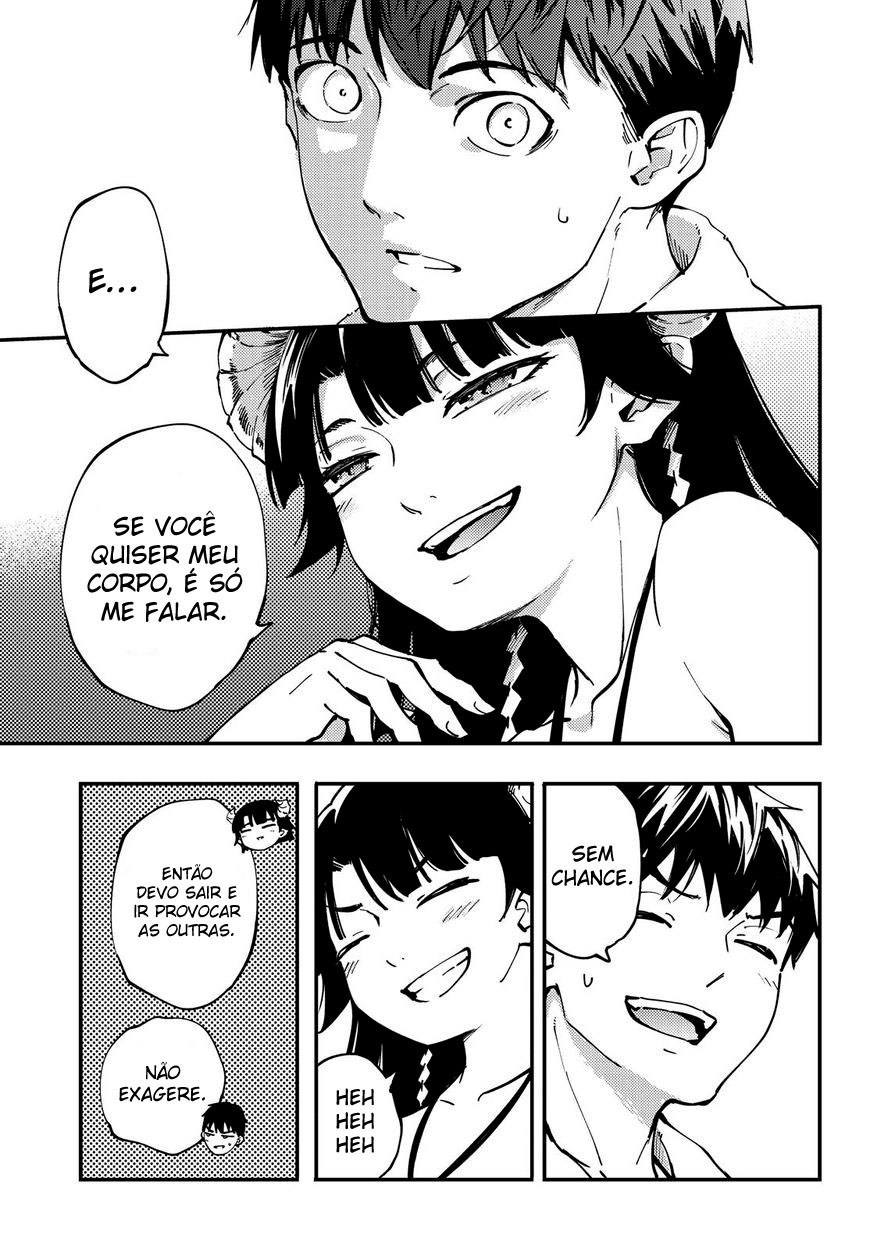 E...
SE VOCÊ
QUISER MEU
CORPO, É SÓ
ME FALAR.
SEM
CHANCE.
HEH
HEH
HEH
ENTÃO
DEVO SAIR E
IR PROVOCAR
AS OUTRAS.
NÃO
EXAGERE.